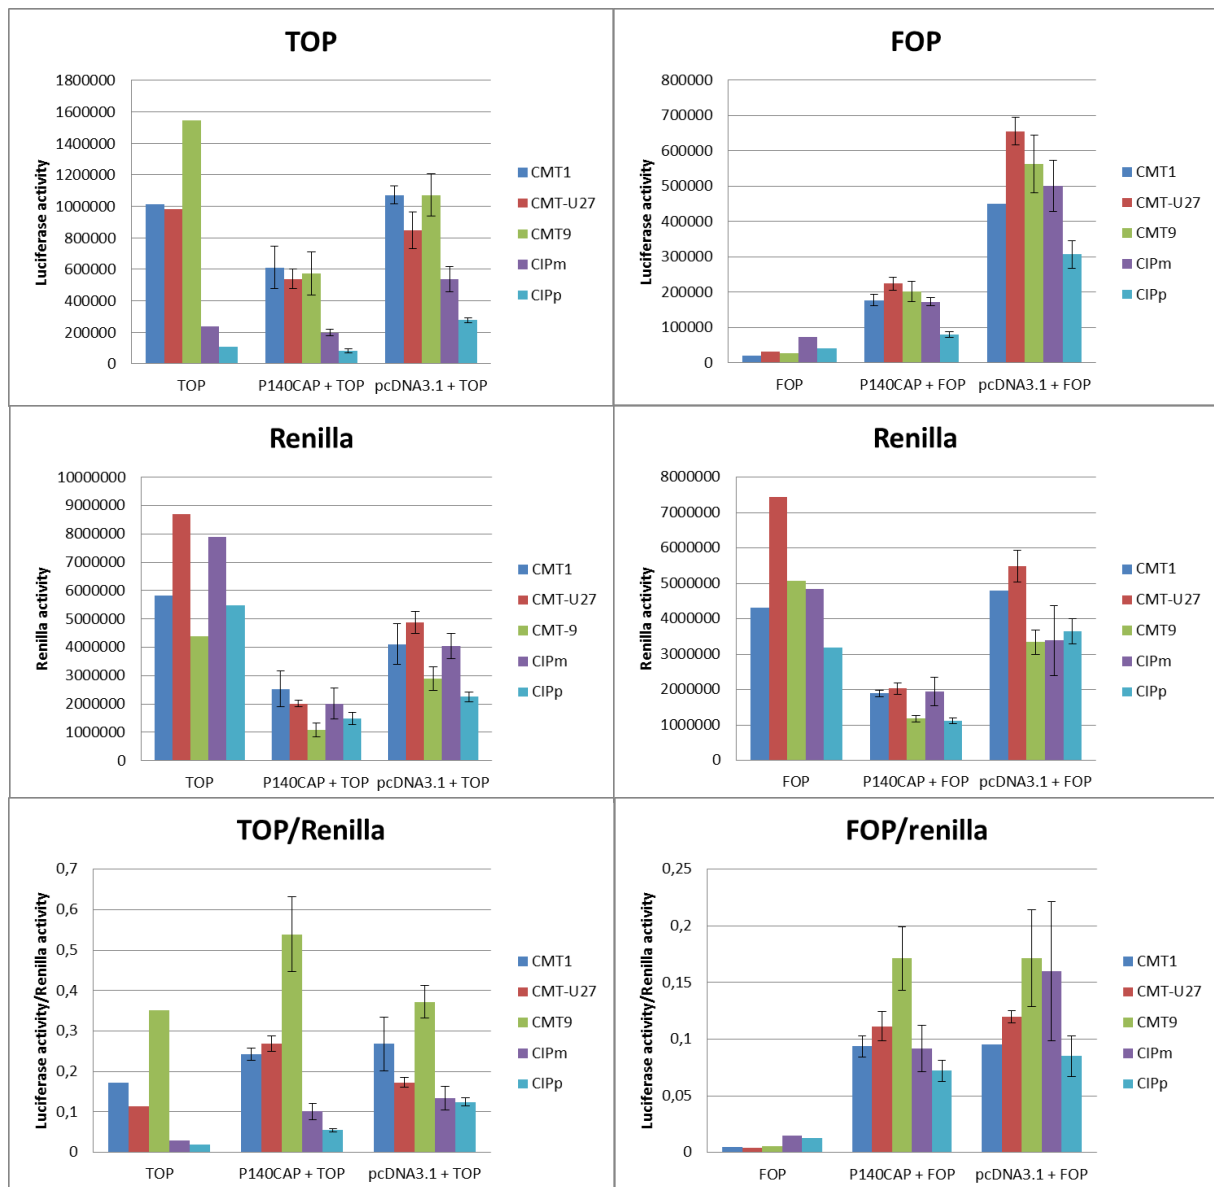 TOP
Luciferase activity
1800000
1600000
1400000
1200000
1000000
800000
600000
400000
200000
0
TOP
P140CAP + TOP
pcDNA3.1 + TOP
CMT1
CMT-U27
CMT9
CIPm
CIPp
FOP
Luciferase activity
800000
700000
600000
500000
400000
300000
200000
100000
0
FOP
P140CAP + FOP
pcDNA3.1 + FOP
CMT1
CMT-U27
CMT9
CIPm
CIPp
Renilla
Renilla activity
10000000
9000000
8000000
7000000
6000000
5000000
4000000
3000000
2000000
1000000
0
TOP
P140CAP + TOP
pcDNA3.1 + TOP
CMT1
CMT-U27
CMT-9
CIPm
CIPp
Renilla
Renilla activity
8000000
7000000
6000000
5000000
4000000
3000000
2000000
1000000
0
FOP
P140CAP + FOP
pcDNA3.1 + FOP
CMT1
CMT-U27
CMT9
CIPm
CIPp
TOP/Renilla
Luciferase activity/Renilla activity
0,7
0,6
0,5
0,4
0,3
0,2
0,1
0
TOP
P140CAP + TOP
pcDNA3.1 + TOP
CMT1
CMT-U27
CMT9
CIPm
CIPp
FOP/renilla
Luciferase activity/Renilla activity
0,25
0,2
0,15
0,1
0,05
0
FOP
P140CAP + FOP
pcDNA3.1 + FOP
CMT1
CMT-U27
CMT9
CIPm
CIPp